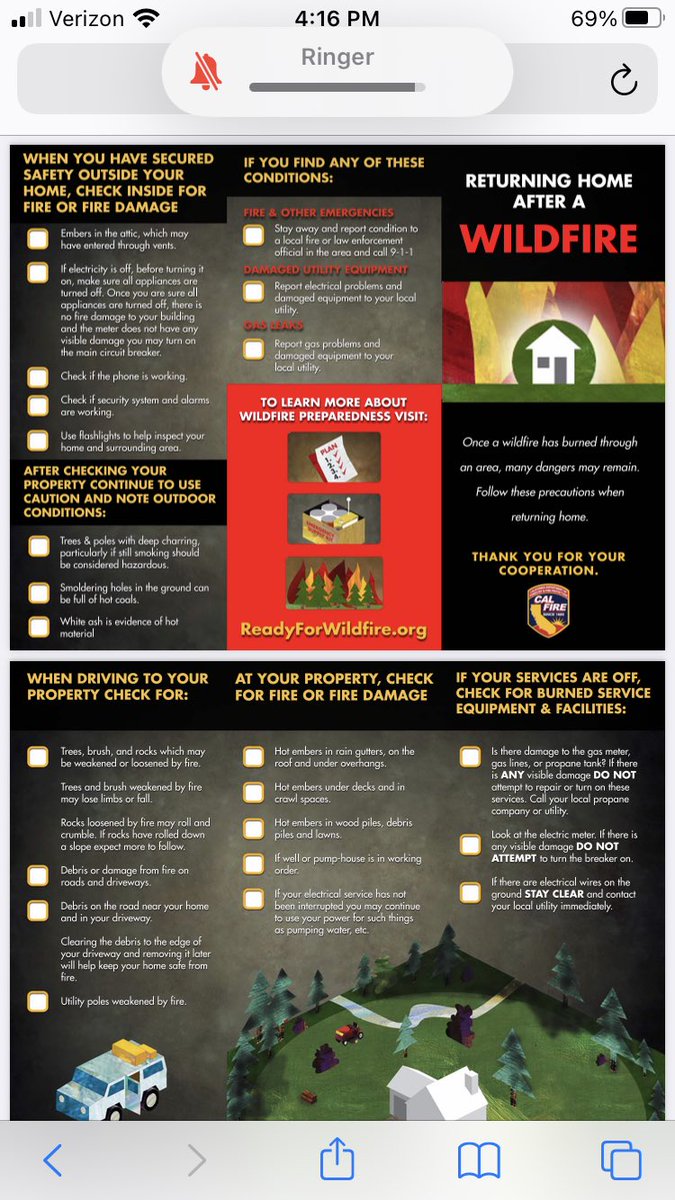 Verizon
4:16 PM
69%
Ringer
WHEN YOU HAVE SECURED
SAFETY OUTSIDE YOUR
HOME, CHECK INSIDE FOR
FIRE OR FIRE DAMAGE
Embers in the attic, which may
have entered through vents.
If electricity is off, before turning it
on, make sure all appliances are
turned off. Once you are sure all
appliances are turned off, there is
no fire damage to your building
and the meter does not have any
visible damage you may turn on
the main circuit breaker.
Check if the phone is working.
Check if security system and alarms
are working.
Use flashlights to help inspect your
home and surrounding area.
AFTER CHECKING YOUR
PROPERTY CONTINUE TO USE
CAUTION AND NOTE OUTDOOR
CONDITIONS:
Trees & poles with deep charring,
particularly if still smoking should
be considered hazardous.
Smoldering holes in the ground can
be full of hot coals.
White ash is evidence of hot
material
IF YOU FIND ANY OF THESE
CONDITIONS:
FIRE & OTHER EMERGENCIES
Stay away and report condition to
a local fire or law enforcement
official in the area and call 9-1-1
DAMAGED UTILITY EQUIPMENT
Report electrical problems and
damaged equipment to your local
utility.
GAS LEAKS
Report gas problems and
damaged equipment to your
local utility.
TO LEARN MORE ABOUT
WILDFIRE PREPAREDNESS VISIT:
PLAN
1.
2.
3.
4.
EMERGENCY
SUPPLY KIT
ReadyForWildfire.org
RETURNING HOME
AFTER A
WILDFIRE
Once a wildfire has burned through
an area, many dangers may remain.
Follow these precautions when
returning home.
THANK YOU FOR YOUR
COOPERATION.
CAL
FIRE
SINCE 1885
WHEN DRIVING TO YOUR
PROPERTY CHECK FOR:
Trees, brush, and rocks which may
be weakened or loosened by fire.
Trees and brush weakened by fire
may lose limbs or fall.
Rocks loosened by fire may roll and
crumble. If rocks have rolled down
a slope expect more to follow.
Debris or damage from fire on
roads and driveways.
Debris on the road near your home
and in your driveway.
Clearing the debris to the edge of
your driveway and removing it later
will help keep your home safe from
fire.
Utility poles weakened by fire.
AT YOUR PROPERTY, CHECK
FOR FIRE OR FIRE DAMAGE
Hot embers in rain gutters, on the
roof and under overhangs.
Hot embers under decks and in
crawl spaces.
Hot embers in wood piles, debris
piles and lawns.
If well or pump-house is in working
order.
If your electrical service has not
been interrupted you may continue
to use your power for such things
as pumping water, etc.
IF YOUR SERVICES ARE OFF,
CHECK FOR BURNED SERVICE
EQUIPMENT & FACILITIES:
Is there damage to the gas meter,
gas lines, or propane tank? If there
is ANY visible damage DO NOT
attempt to repair or turn on these
services. Call your local propane
company or utility.
Look at the electric meter. If there is
any visible damage DO NOT
ATTEMPT to turn the breaker on.
If there are electrical wires on the
ground STAY CLEAR and contact
your local utility immediately.